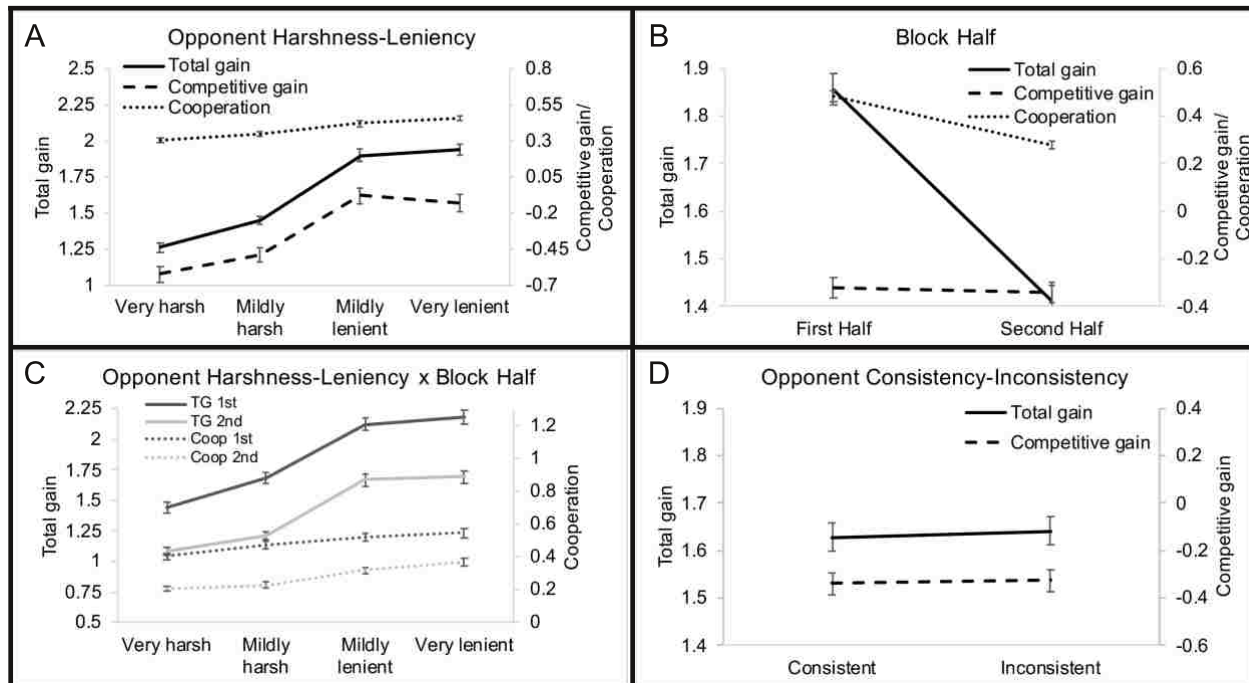 A
Opponent Harshness-Leniency
2.5
2.25
2
1.75
1.5
1.25
1
Total gain
Total gain
Competitive gain
Cooperation
0.8
0.55
0.3
0.05
-0.2
-0.45
-0.7
Competitive gain/
Cooperation
Very harsh
Mildly
harsh
Mildly
lenient
Very lenient
B
Block Half
1.9
1.8
1.7
1.6
1.5
1.4
Total gain
Total gain
Competitive gain
Cooperation
0.6
0.4
0.2
0
-0.2
-0.4
Competitive gain/
Cooperation
First Half
Second Half
C
Opponent Harshness-Leniency x Block Half
2.25
2
1.75
1.5
1.25
1
0.75
0.5
Total gain
TG 1st
TG 2nd
Coop 1st
Coop 2nd
1.2
1
0.8
0.6
0.4
0.2
0
Cooperation
Very harsh
Mildly
harsh
Mildly
lenient
Very lenient
D
Opponent Consistency-Inconsistency
1.9
1.8
1.7
1.6
1.5
1.4
Total gain
Total gain
Competitive gain
0.4
0.2
0
-0.2
-0.4
-0.6
Competitive gain
Consistent
Inconsistent